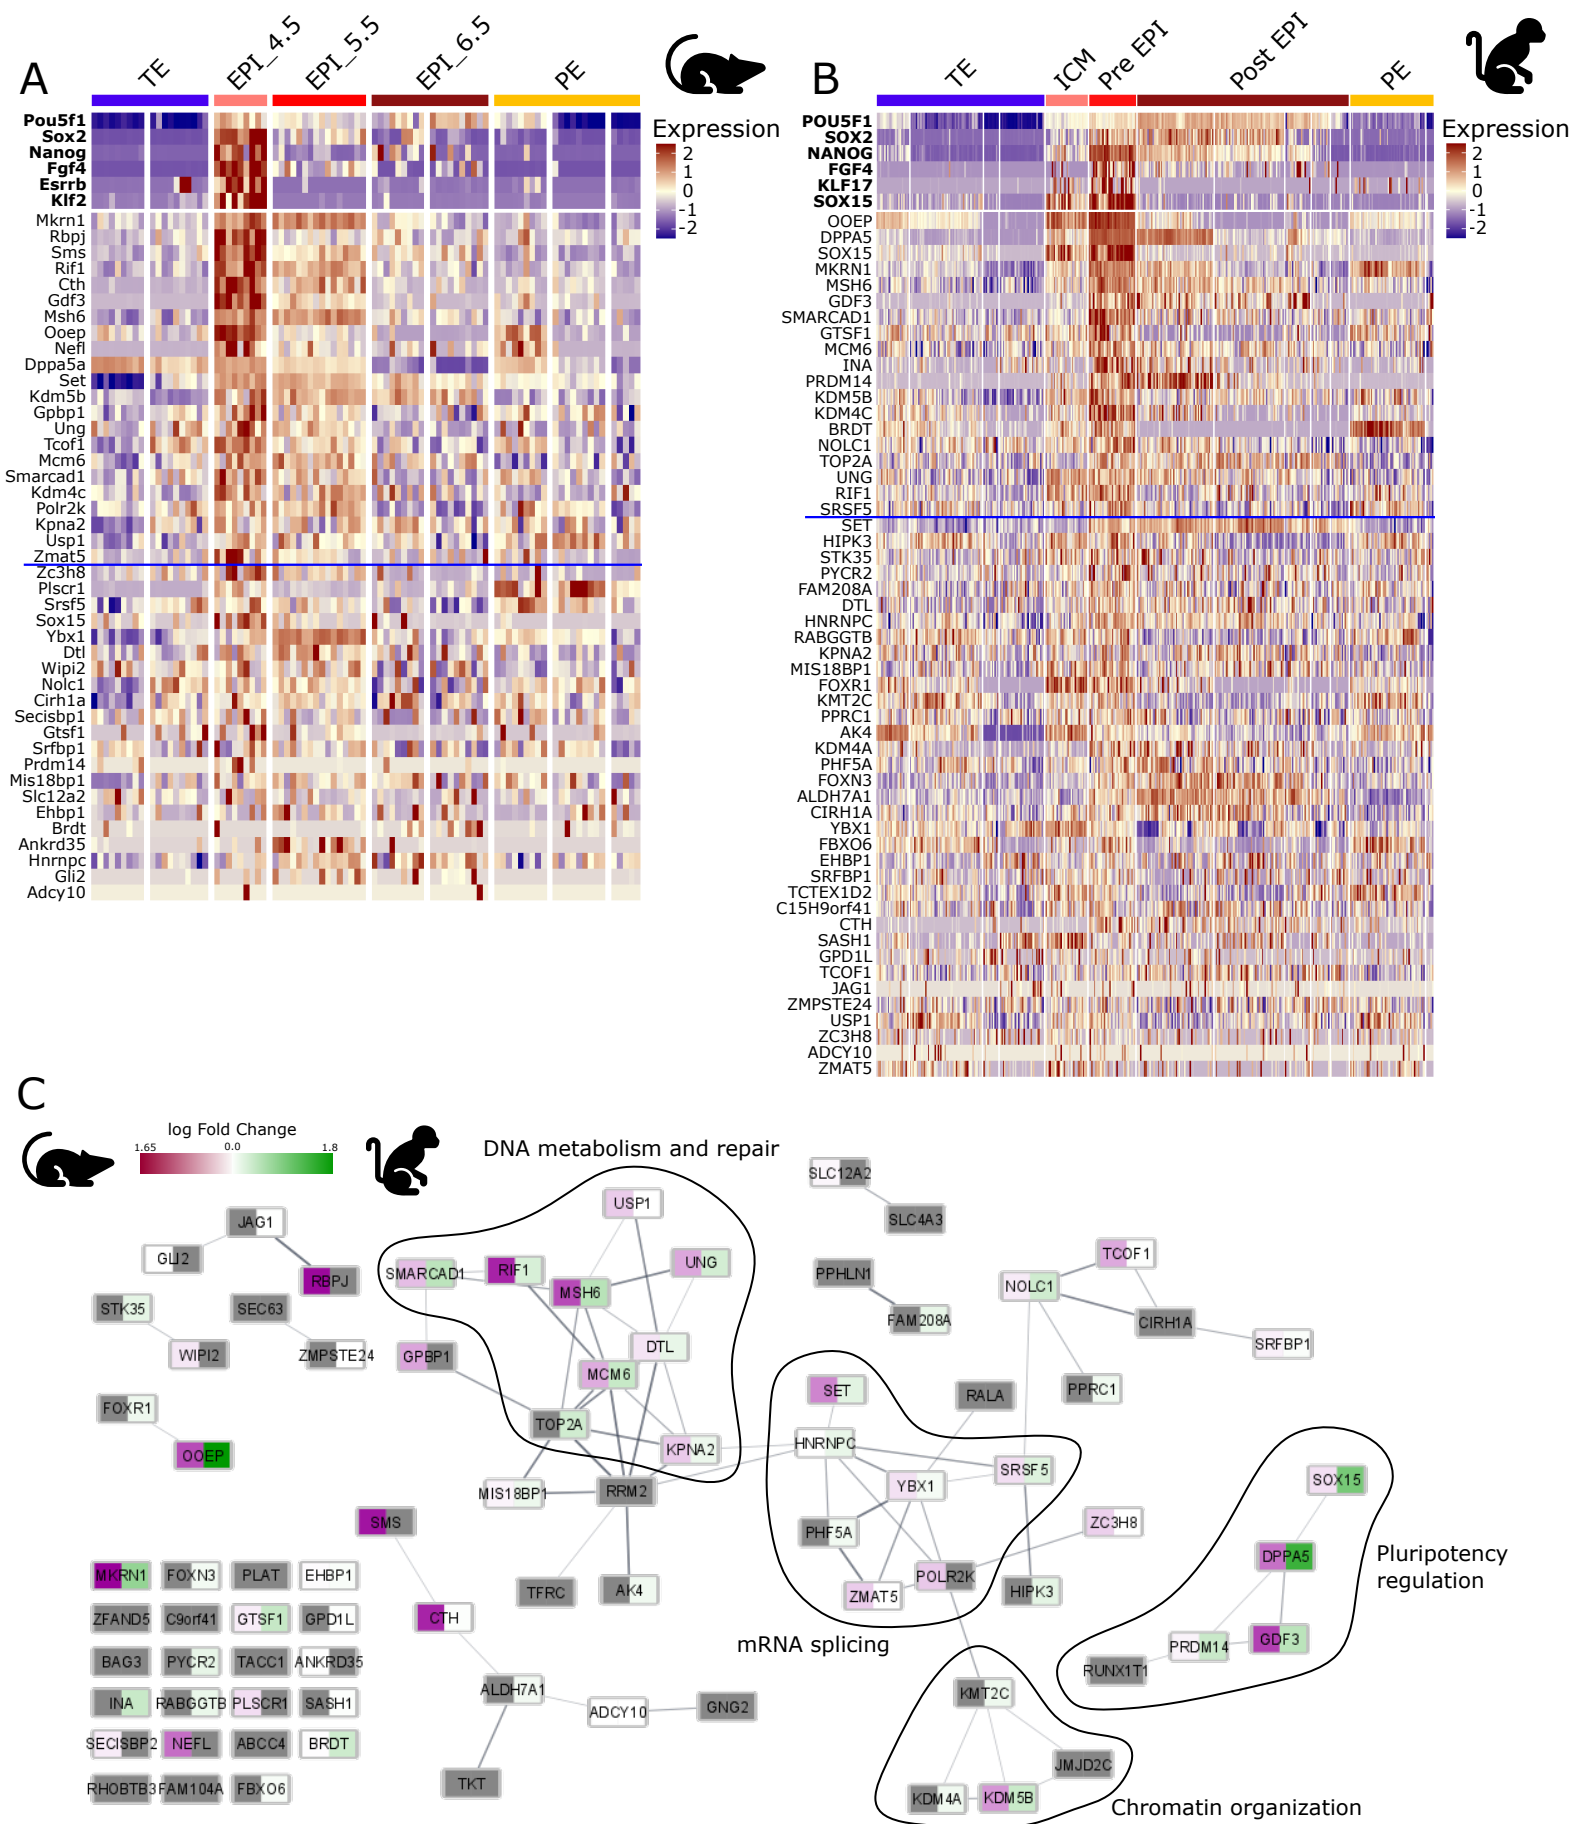 A
TE
EPI_4.5
EPI_5.5
EPI_6.5
PE
Expression
2
1
0
-1
-2
Pou5f1
Sox2
Nanog
Fgf4
Esrrb
Klf2
Mkrn1
Rbpj
Sms
Rif1
Cth
Gdf3
Msh6
Ooep
Nefl
Dppa5a
Set
Kdm5b
Gpbp1
Ung
Tcof1
Mcm6
Smarcad1
Kdm4c
Polr2k
Kpna2
Usp1
Zmat5
Zc3h8
Plscr1
Srsf5
Sox15
Ybx1
Dtl
Wipi2
Nolc1
Cirh1a
Secisbp1
Gtsf1
Srfbp1
Prdm14
Mis18bp1
Slc12a2
Ehbp1
Brdt
Ankrd35
Hnrnpc
Gli2
Adcy10
B
TE
ICM
Pre EPI
Post EPI
PE
Expression
2
1
0
-1
-2
POU5F1
SOX2
NANOG
FGF4
KLF17
SOX15
OOEP
DPPA5
SOX15
MKRN1
MSH6
GDF3
SMARCAD1
GTSF1
MCM6
INA
PRDM14
KDM5B
KDM4C
BRDT
NOLC1
TOP2A
UNG
RIF1
SRSF5
SET
HIPK3
STK35
PYCR2
FAM208A
DTL
HNRNPC
RABGGTB
KPNA2
MIS18BP1
FOXR1
KMT2C
PPRC1
AK4
KDM4A
PHF5A
FOXN3
ALDH7A1
CIRH1A
YBX1
FBXO6
EHBP1
SRFBP1
TCTEX1D2
C15H9orf41
CTH
SASH1
GPD1L
TCOF1
JAG1
ZMPSTE24
USP1
ZC3H8
ADCY10
ZMAT5
C
log Fold Change
1.65 0.0 1.8
DNA metabolism and repair
SLC12A2
SLC4A3
JAG1
GLI2
RBPJ
STK35
SEC63
WIPI2
ZMPSTE24
FOXR1
OOEP
USP1
SMARCAD1
RIF1
UNG
MSH6
DTL
GPBP1
MCM6
TOP2A
KPNA2
MIS18BP1
RRM2
TFRC
AK4
PPHLN1
FAM208A
TCOF1
NOLC1
CIRH1A
SRFBP1
PPRC1
RALA
SET
HNRNPC
YBX1
SRSF5
PHF5A
ZC3H8
POLR2K
ZMAT5
HIPK3
mRNA splicing
SOX15
DPPA5
Pluripotency
regulation
PRDM14
GDF3
RUNX1T1
SMS
CTH
ALDH7A1
ADCY10
GNG2
TKT
KMT2C
JMJD2C
KDM4A
KDM5B
Chromatin organization
MKRN1 FOXN3 PLAT EHBP1
ZFAND5 C9orf41 GTSF1 GPD1L
BAG3 PYCR2 TACC1 ANKRD35
INA RABGGTB PLSCR1 SASH1
SECISBP2 NEFL ABCC4 BRDT
RHOBTB3 FAM104A FBXO6